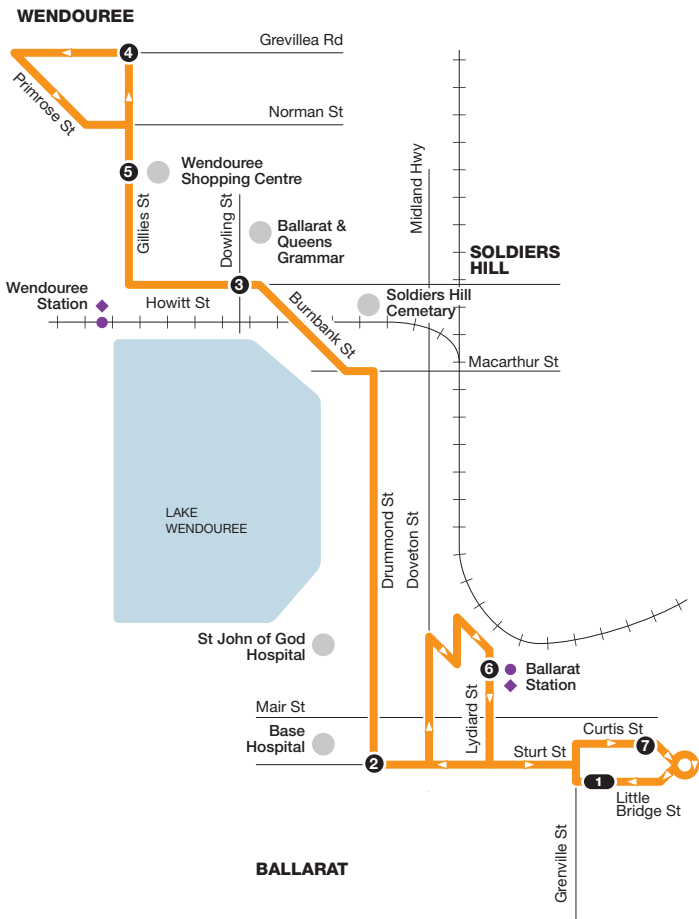 WENDOUREE
4
Grevillea Rd
Primrose St
Norman St
5
Wendouree
Shopping Centre
Gillies St
Dowling St
Midland Hwy
Ballarat &
Queens
Grammar
SOLDIERS
HILL
Wendouree
Station
3
Howitt St
Burnbank St
Soldiers Hill
Cemetary
Macarthur St
LAKE
WENDOUREE
Drummond St
Doveton St
St John of God
Hospital
6
Ballarat
Station
Lydiard St
Mair St
Base
Hospital
Curtis St
7
Sturt St
2
1
Little
Bridge St
Grenville St
BALLARAT